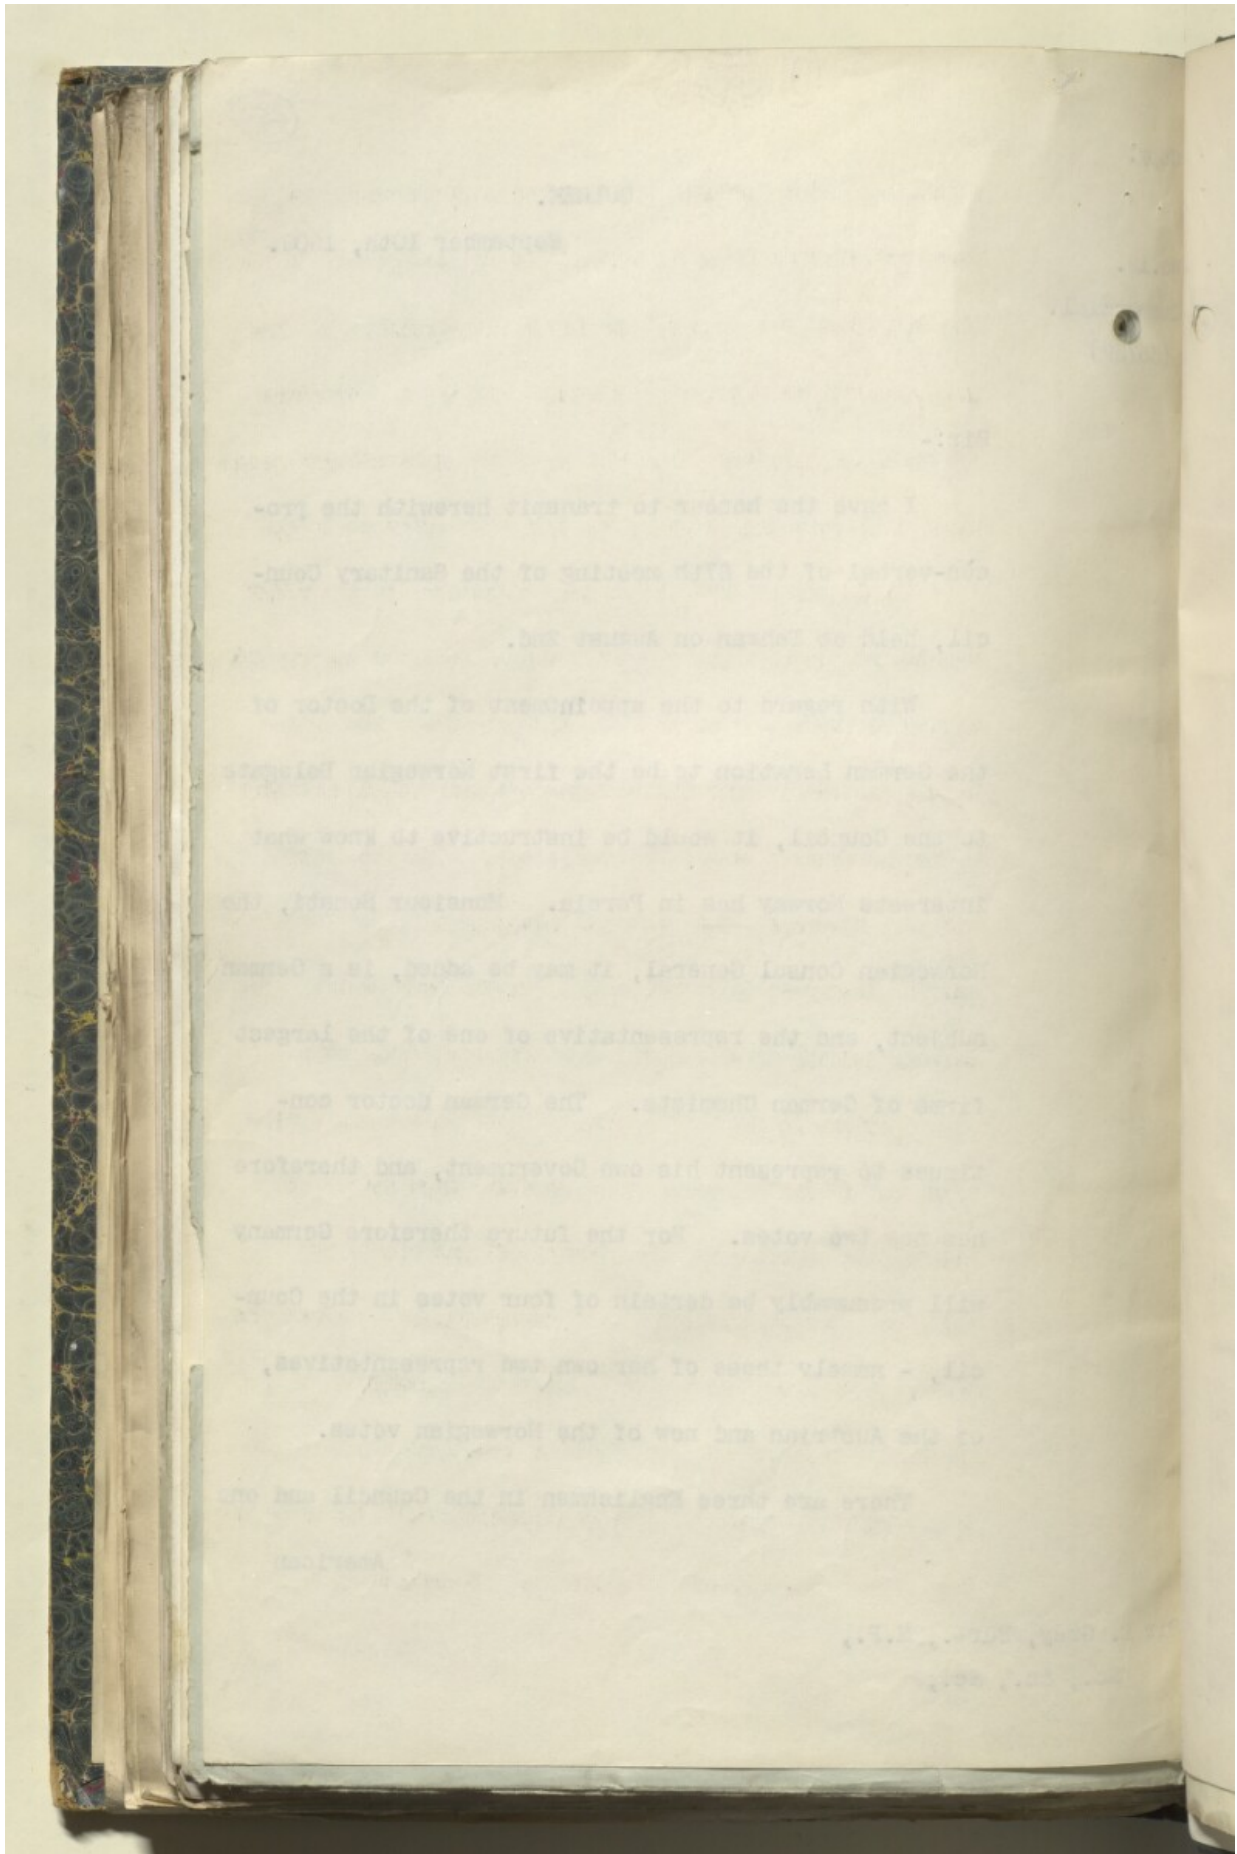 GULHEK.
September 10th, 190
Sir:-
I have the honour to transmit herewith the pro-
cès-verbal of the 67th meeting of the Sanitary Coun-
cil, held at Tehran on August 2nd.
With regard to the appointment of the Doctor of
the German Legation to be the first Norwegian Delegate
to the Council, it would be instructive to know what
interests Norway has in Persia. Monsieur Bonati, the
Norwegian Consul General, it may be added, is a German
subject, and the representative of one of the largest
firms of German Chemists. The German doctor con-
tinues to represent his own Government, and therefore
now has two votes. For the future therefore Germany
will presumably be certain of four votes in the Coun-
cil, - namely those of her own two representatives,
of the Austrian and now of the Norwegian votes.
There are three Englishmen in the Council and one
American
Sir E. Grey, Bart., M.P.,
&c., &c., &c.,